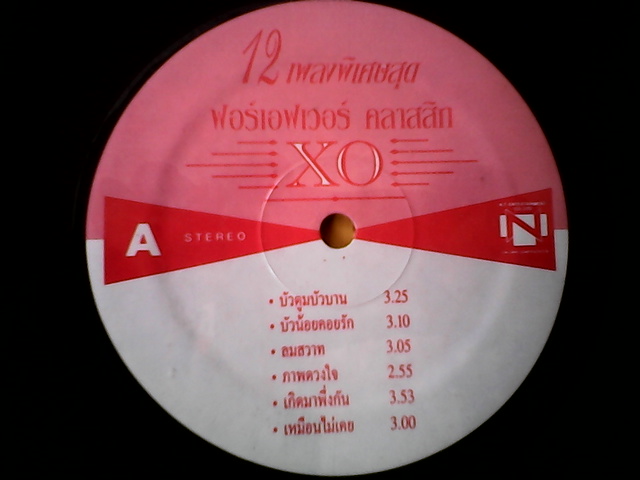 12 เพลงพิเศษสุด
ฟอร์เอฟเวอร์ คลาสสิก
XO
A STEREO
• บัวตูมบัวบาน 3.25
• บัวน้อยคอยรัก 3.10
• ลมสวาท 3.05
• ภาพดวงใจ 2.55
• เกิดมาพึ่งกัน 3.53
• เหมือนไม่เคย 3.00